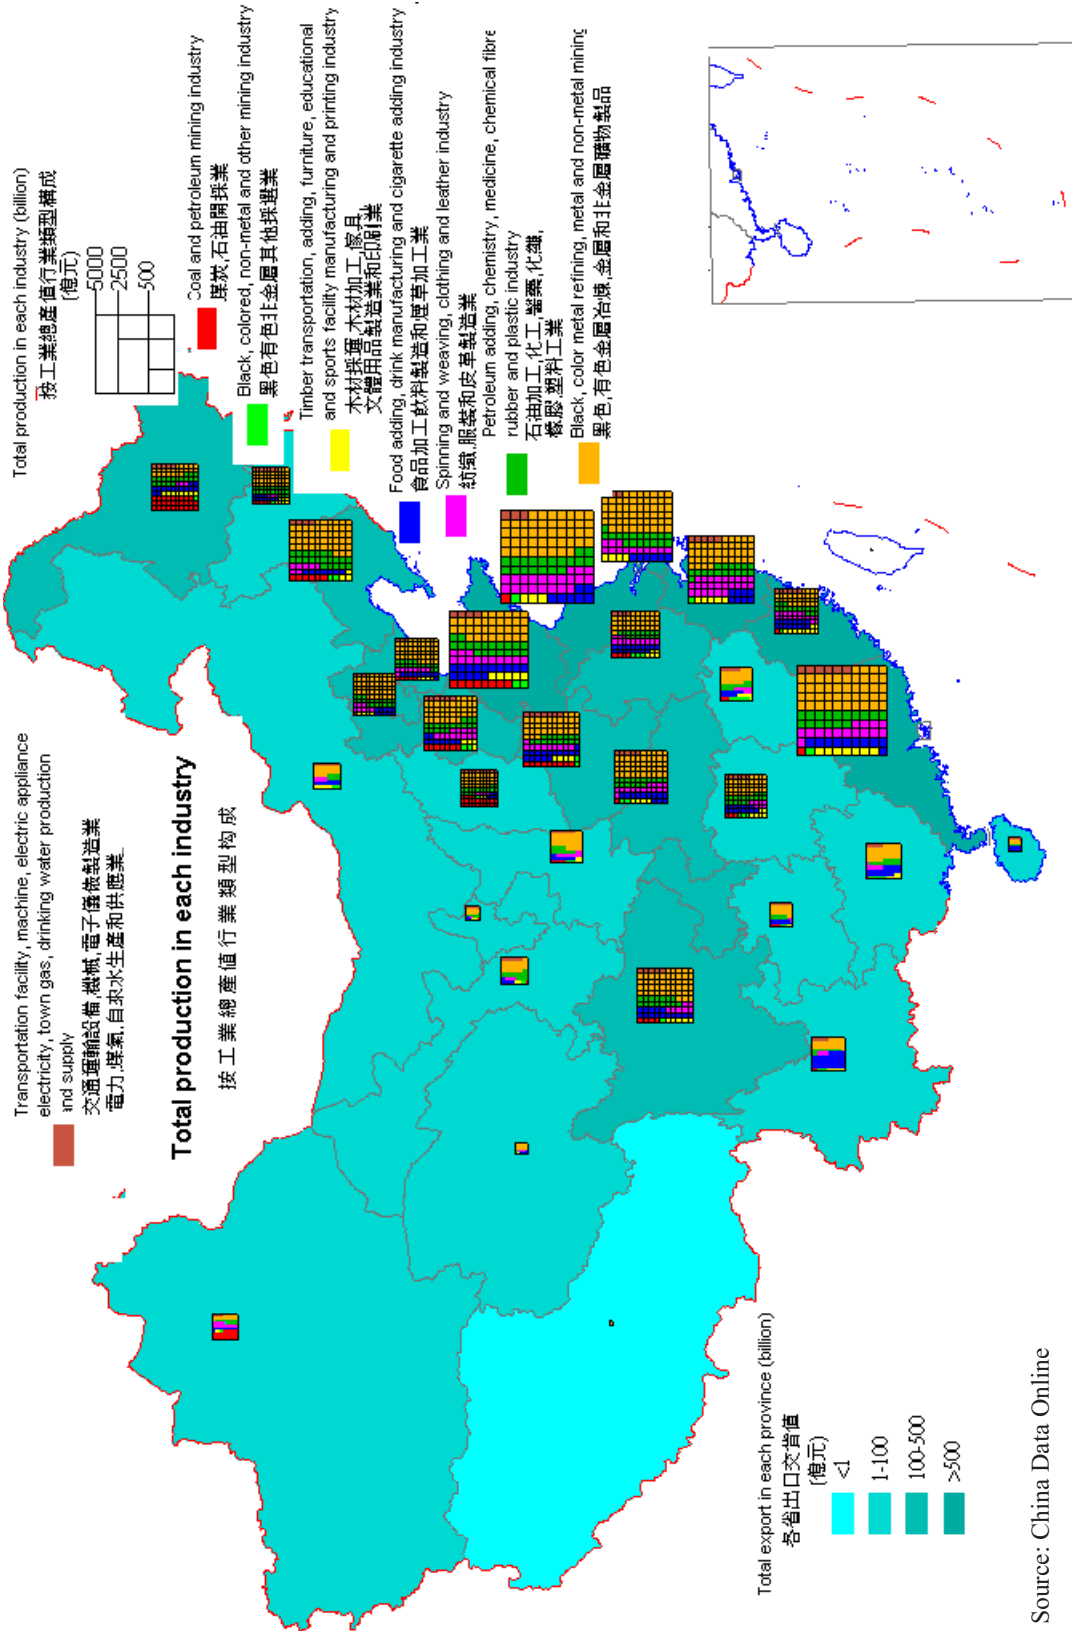 Total production in each industry (billion)
按工業總產值行業類型構成
(億元)
5000
2500
500
Coal and petroleum mining industry
煤炭,石油開採業
Black, colored, non-metal and other mining industry
黑色有色非金屬其他採選業
Timber transportation, adding, furniture, educational
and sports facility manufacturing and printing industry
木材採運,木材加工,傢具,
文體用品製造業和印刷業
Food adding, drink manufacturing and cigarette adding industry
食品加工飲料製造和煙草加工業
Spinning and weaving, clothing and leather industry
紡織,服裝和皮革製造業
Petroleum adding, chemistry, medicine, chemical fibre
rubber and plastic industry
石油加工,化工,醫藥,化纖,
橡膠,塑料工業
Black, color metal refining, metal and non-metal mining
黑色,有色金屬冶煉,金屬和非金屬礦物製品
Transportation facility, machine, electric appliance
electricity, town gas, drinking water production
and supply
交通運輸設備,機械,電子儀錶製造業
電力,煤氣,自來水生產和供應業
Total production in each industry
按工業總產值行業類型构成
Total export in each province (billion)
各省出口交貨值
(億元)
<1
1-100
100-500
>500
Source: China Data Online